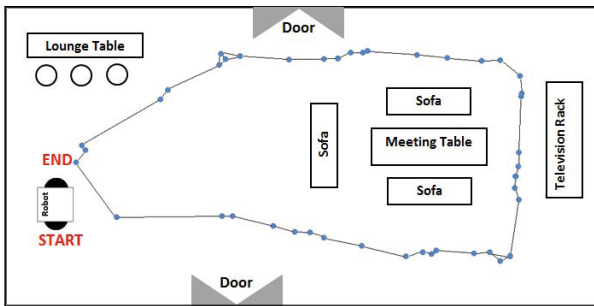 Door
Lounge Table
Sofa
Sofa
Meeting Table
Television Rack
END
Sofa
Robot
START
Door